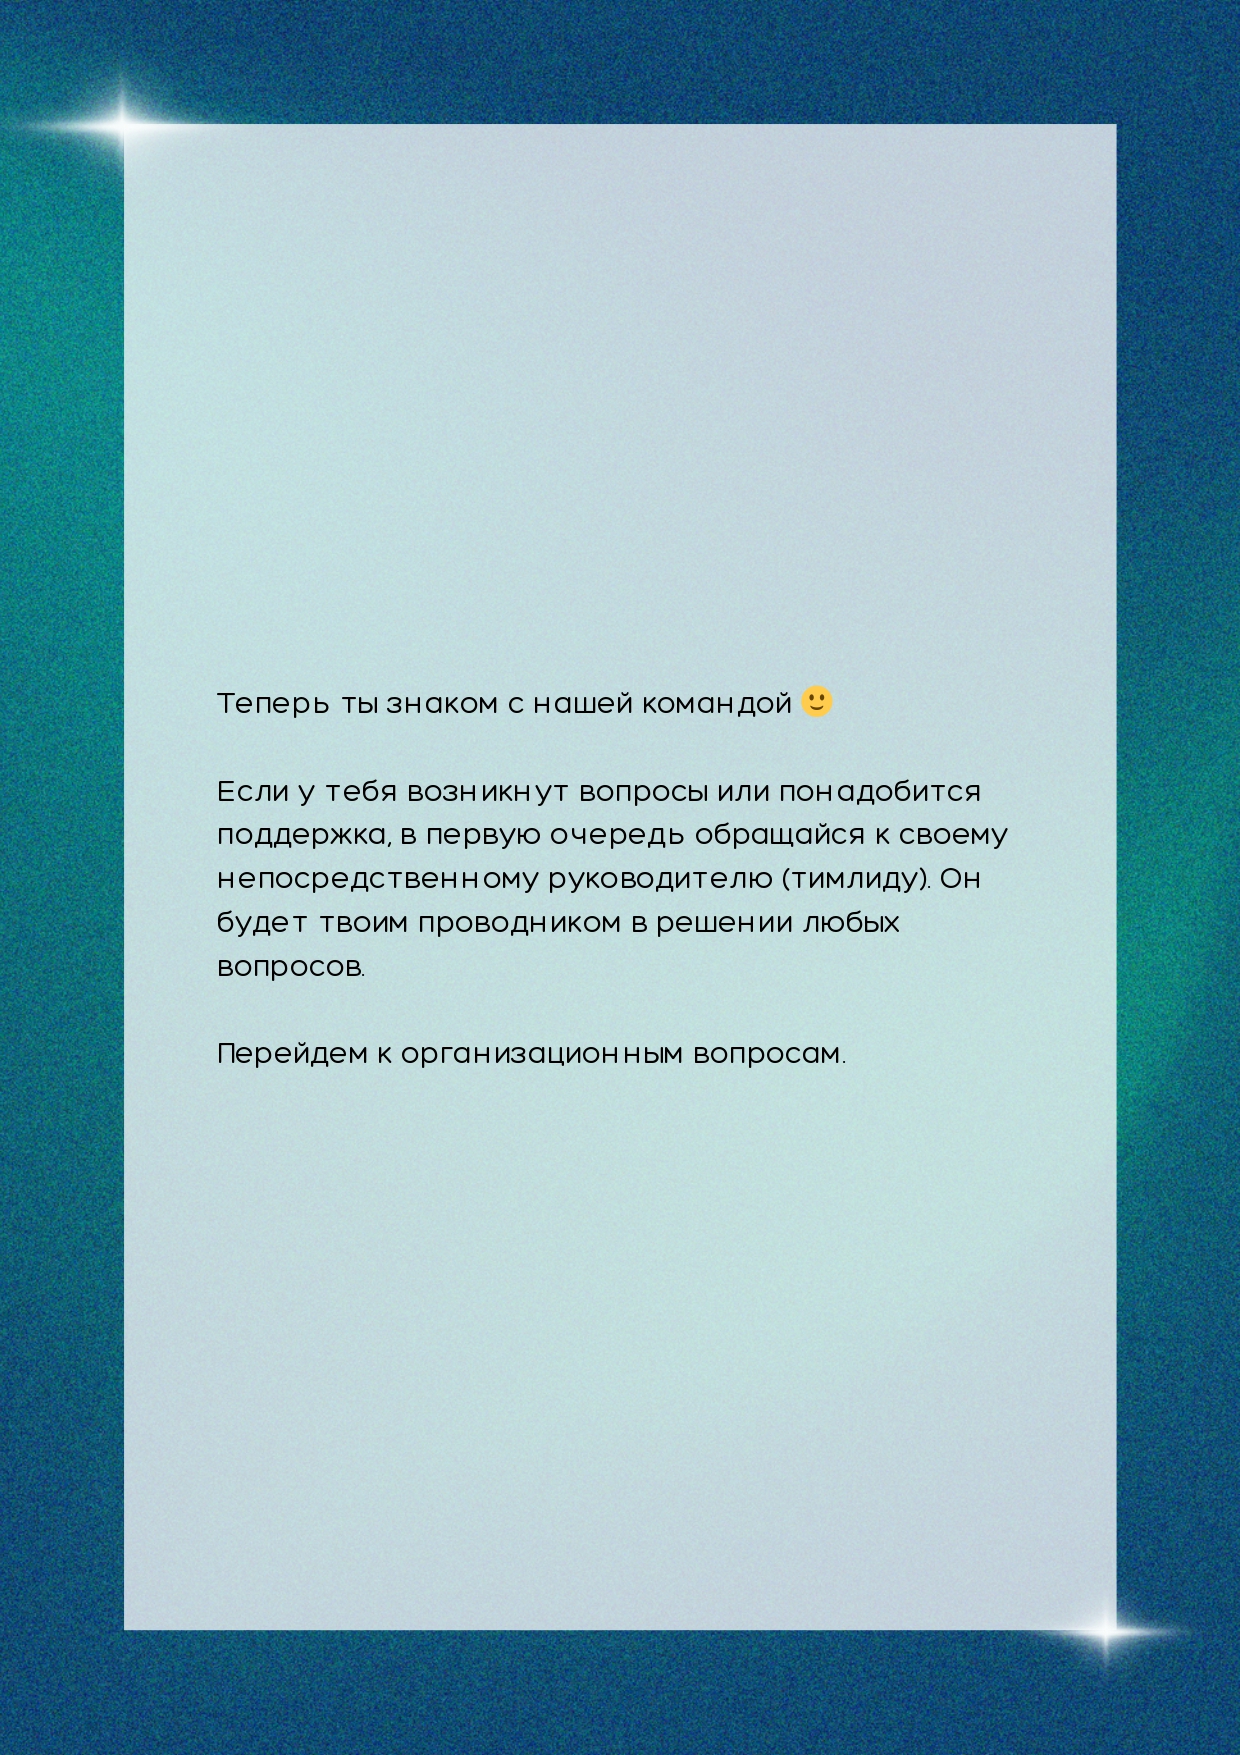 Теперь ты знаком с нашей командой 🙂
Если у тебя возникнут вопросы или понадобится
поддержка, в первую очередь обращайся к своему
непосредственному руководителю (тимлиду). Он
будет твоим проводником в решении любых
вопросов.
Перейдем к организационным вопросам.